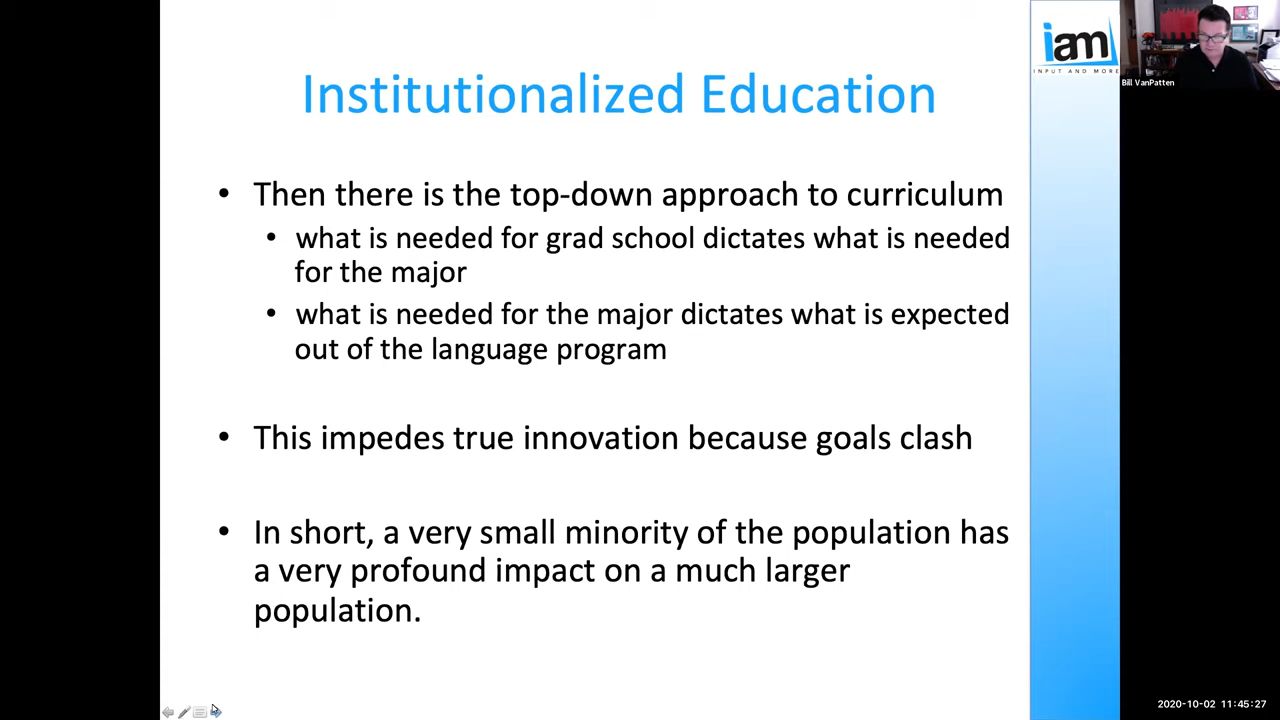 Institutionalized Education
• Then there is the top-down approach to curriculum
• what is needed for grad school dictates what is needed
for the major
• what is needed for the major dictates what is expected
out of the language program
• This impedes true innovation because goals clash
• In short, a very small minority of the population has
a very profound impact on a much larger
population.
iam
INPUT AND MORE
Bill VanPatten
2020-10-02 11:45:27